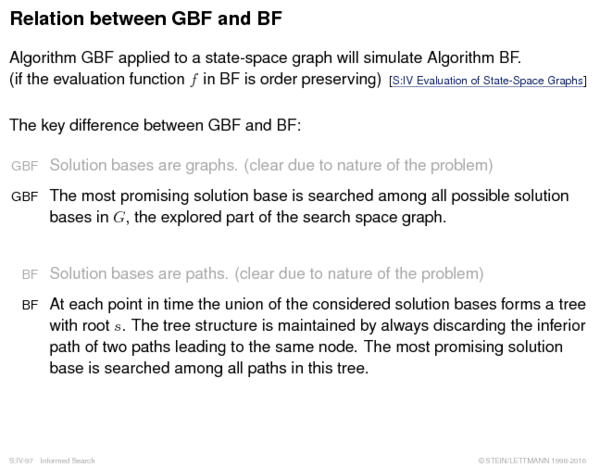 Relation between GBF and BF
Algorithm GBF applied to a state-space graph will simulate Algorithm BF.
(if the evaluation function f in BF is order preserving) [S:IV Evaluation of State-Space Graphs]
The key difference between GBF and BF:
GBF Solution bases are graphs. (clear due to nature of the problem)
GBF The most promising solution base is searched among all possible solution
bases in G, the explored part of the search space graph.
BF Solution bases are paths. (clear due to nature of the problem)
BF At each point in time the union of the considered solution bases forms a tree
with root s. The tree structure is maintained by always discarding the inferior
path of two paths leading to the same node. The most promising solution
base is searched among all paths in this tree.
S:IV-97 Informed Search
©STEIN/LETTMANN 1998-2016